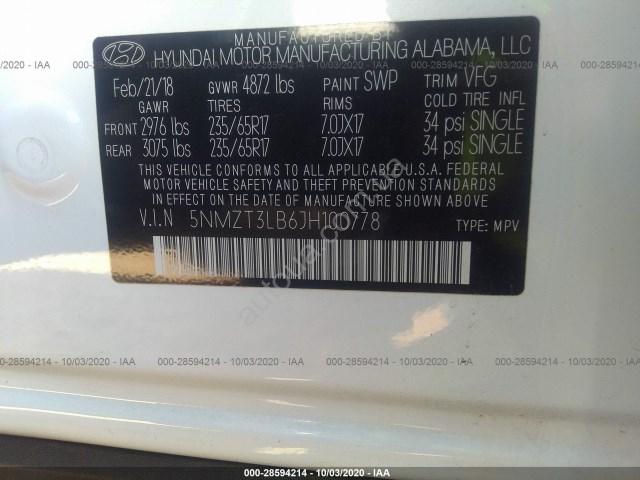 MANUFACTURED BY
HYUNDAI MOTOR MANUFACTURING ALABAMA, LLC
Feb/21/18 GVWR 4872 lbs PAINT SWP TRIM VFG
GAWR TIRES RIMS COLD TIRE INFL
FRONT 2976 lbs 235/65R17 7.0JX17 34 psi SINGLE
REAR 3075 lbs 235/65R17 7.0JX17 34 psi SINGLE
THIS VEHICLE CONFORMS TO ALL APPLICABLE U.S.A. FEDERAL
MOTOR VEHICLE SAFETY AND THEFT PREVENTION STANDARDS
IN EFFECT ON THE DATE OF MANUFACTURE SHOWN ABOVE.
V.I.N
TYPE: MPV
000-28594214 - 10/03/2020 - IAA